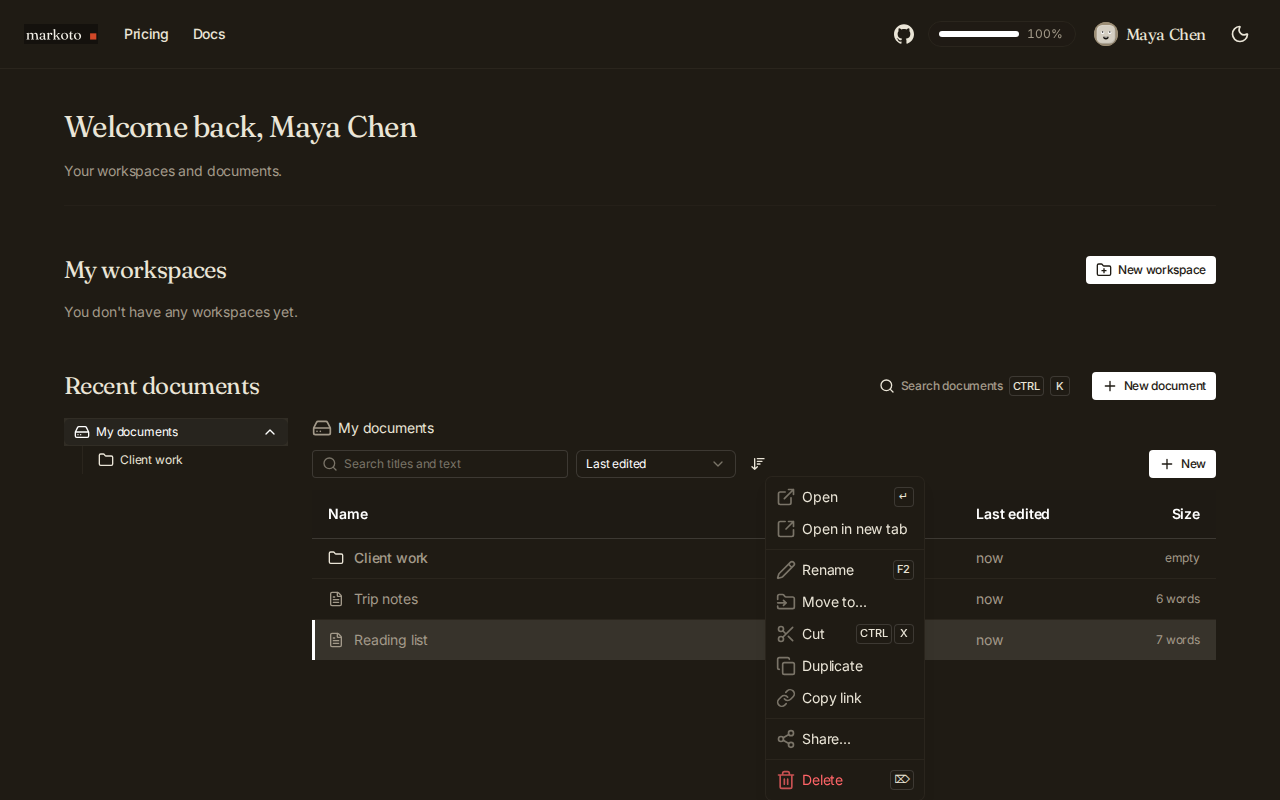 markoto
Pricing
Docs
100%
Maya Chen
Welcome back, Maya Chen
Your workspaces and documents.
My workspaces
New workspace
You don't have any workspaces yet.
Recent documents
Search documents CTRL K
New document
My documents
Client work
My documents
Search titles and text
Last edited
New
Name
Last edited
Size
Client work
now
empty
Trip notes
now
6 words
Reading list
now
7 words
Open ↵
Open in new tab
Rename F2
Move to...
Cut CTRL X
Duplicate
Copy link
Share...
Delete ⌦